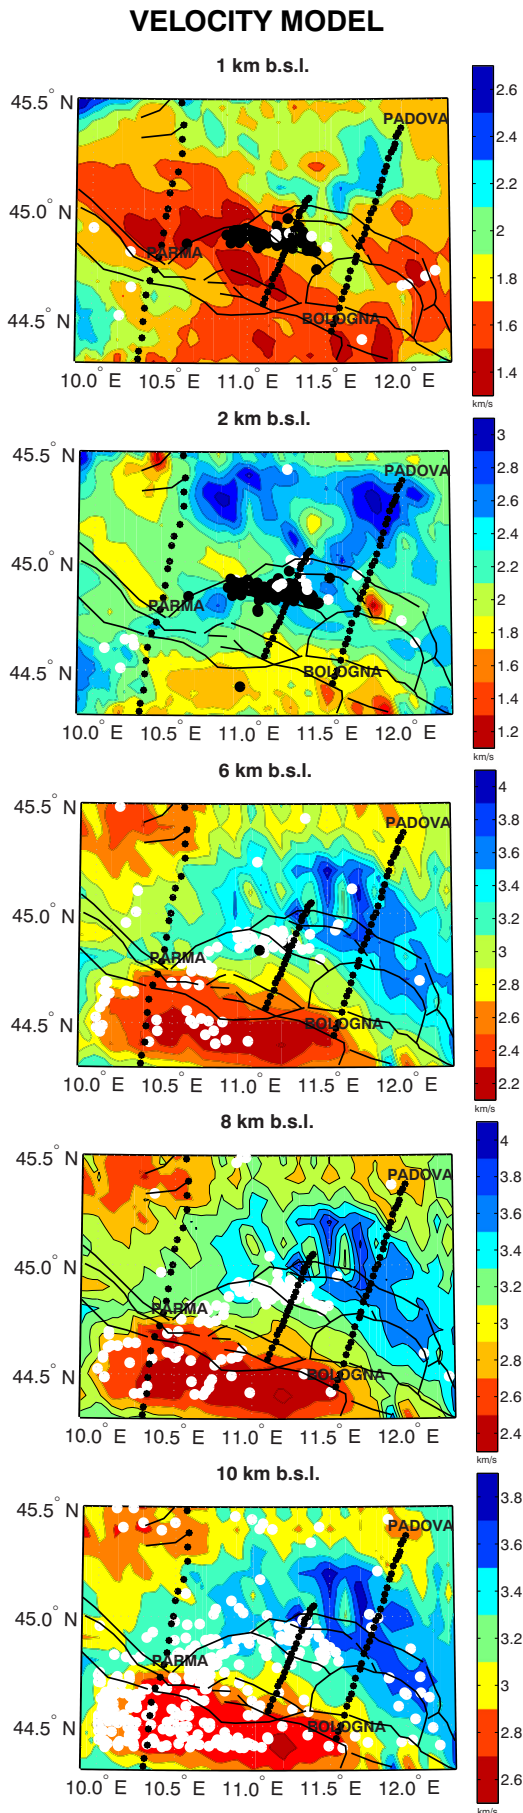 VELOCITY MODEL
1 km b.s.l.
45.5° N
45.0° N
44.5° N
PADOVA
PARMA
BOLOGNA
10.0° E 10.5° E 11.0° E 11.5° E 12.0° E
2.6
2.4
2.2
2
1.8
1.6
1.4
km/s
2 km b.s.l.
45.5° N
45.0° N
44.5° N
PADOVA
PARMA
BOLOGNA
10.0° E 10.5° E 11.0° E 11.5° E 12.0° E
3
2.8
2.6
2.4
2.2
2
1.8
1.6
1.4
1.2
km/s
6 km b.s.l.
45.5° N
45.0° N
44.5° N
PADOVA
PARMA
BOLOGNA
10.0° E 10.5° E 11.0° E 11.5° E 12.0° E
4
3.8
3.6
3.4
3.2
3
2.8
2.6
2.4
2.2
km/s
8 km b.s.l.
45.5° N
45.0° N
44.5° N
PADOVA
PARMA
BOLOGNA
10.0° E 10.5° E 11.0° E 11.5° E 12.0° E
4
3.8
3.6
3.4
3.2
3
2.8
2.6
2.4
km/s
10 km b.s.l.
45.5° N
45.0° N
44.5° N
PADOVA
PARMA
BOLOGNA
10.0° E 10.5° E 11.0° E 11.5° E 12.0° E
3.8
3.6
3.4
3.2
3
2.8
2.6
km/s